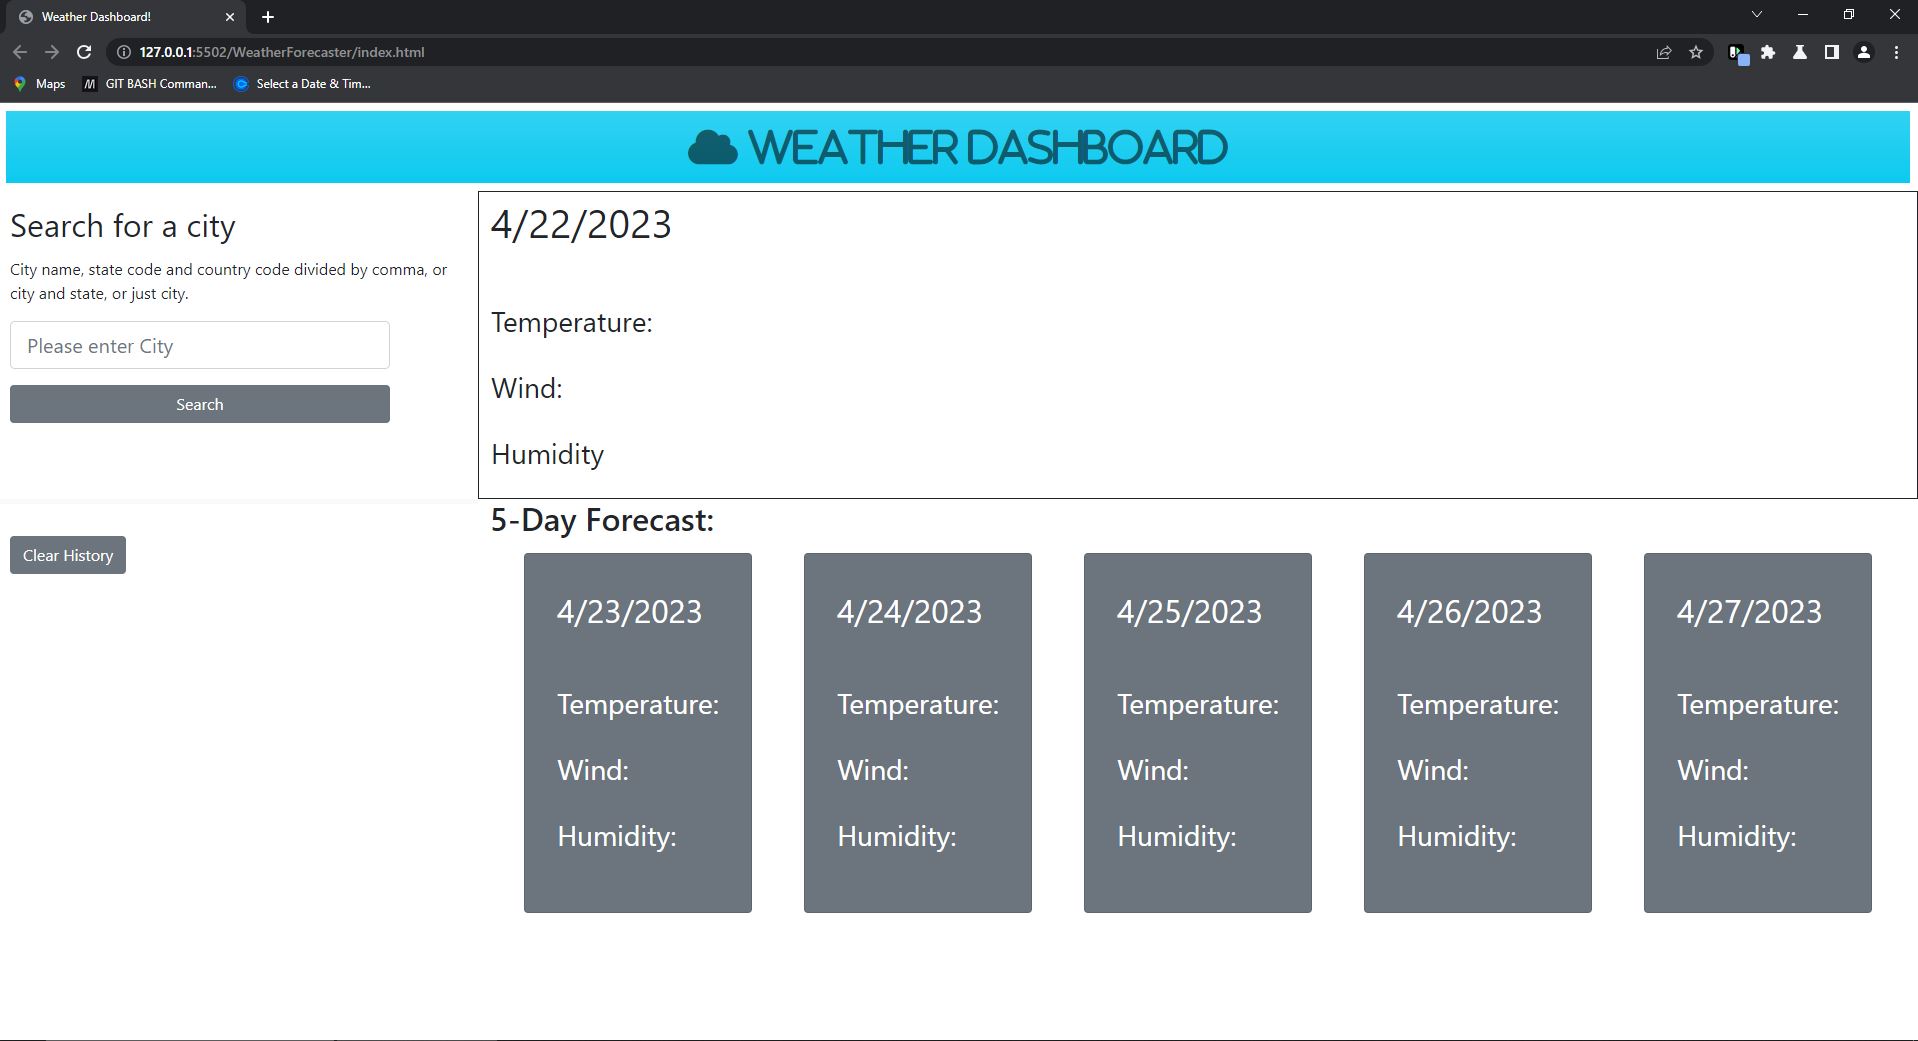 Weather Dashboard!
127.0.0.1:5502/WeatherForecaster/index.html
Maps
GIT BASH Comman...
Select a Date & Tim...
WEATHER DASHBOARD
Search for a city
City name, state code and country code divided by comma, or
city and state, or just city.
Please enter City
Search
Clear History
4/22/2023
Temperature:
Wind:
Humidity
5-Day Forecast:
4/23/2023
Temperature:
Wind:
Humidity:
4/24/2023
Temperature:
Wind:
Humidity:
4/25/2023
Temperature:
Wind:
Humidity:
4/26/2023
Temperature:
Wind:
Humidity:
4/27/2023
Temperature:
Wind:
Humidity: